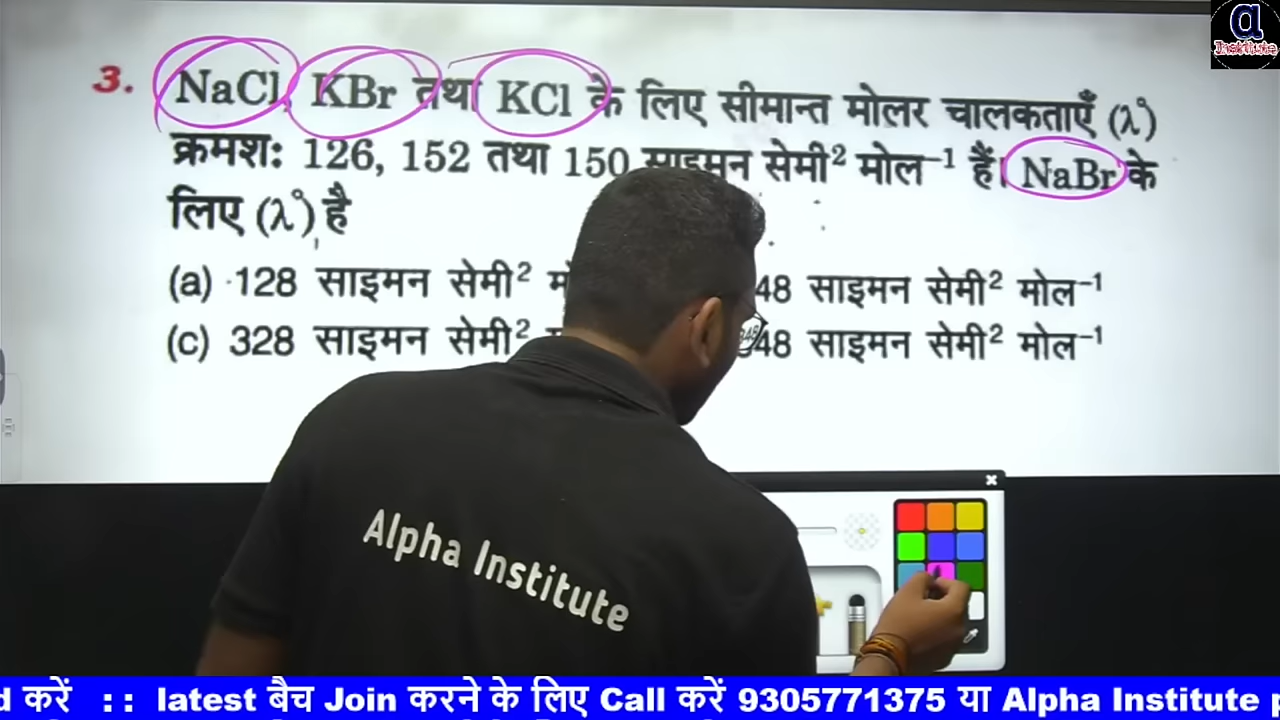 α
Institute
3. NaCl, KBr तथा KCl के लिए सीमान्त मोलर चालकताएँ (λ°)
क्रमशः 126, 152 तथा 150 साइमन सेमी² मोल⁻¹ हैं। NaBr के
लिए (λ°) है
(a) 128 साइमन सेमी² 48 साइमन सेमी² मोल⁻¹
(c) 328 साइमन सेमी² 48 साइमन सेमी² मोल⁻¹
Alpha Institute
करें :: latest बैच Join करने के लिए Call करें 9305771375 या Alpha Institute